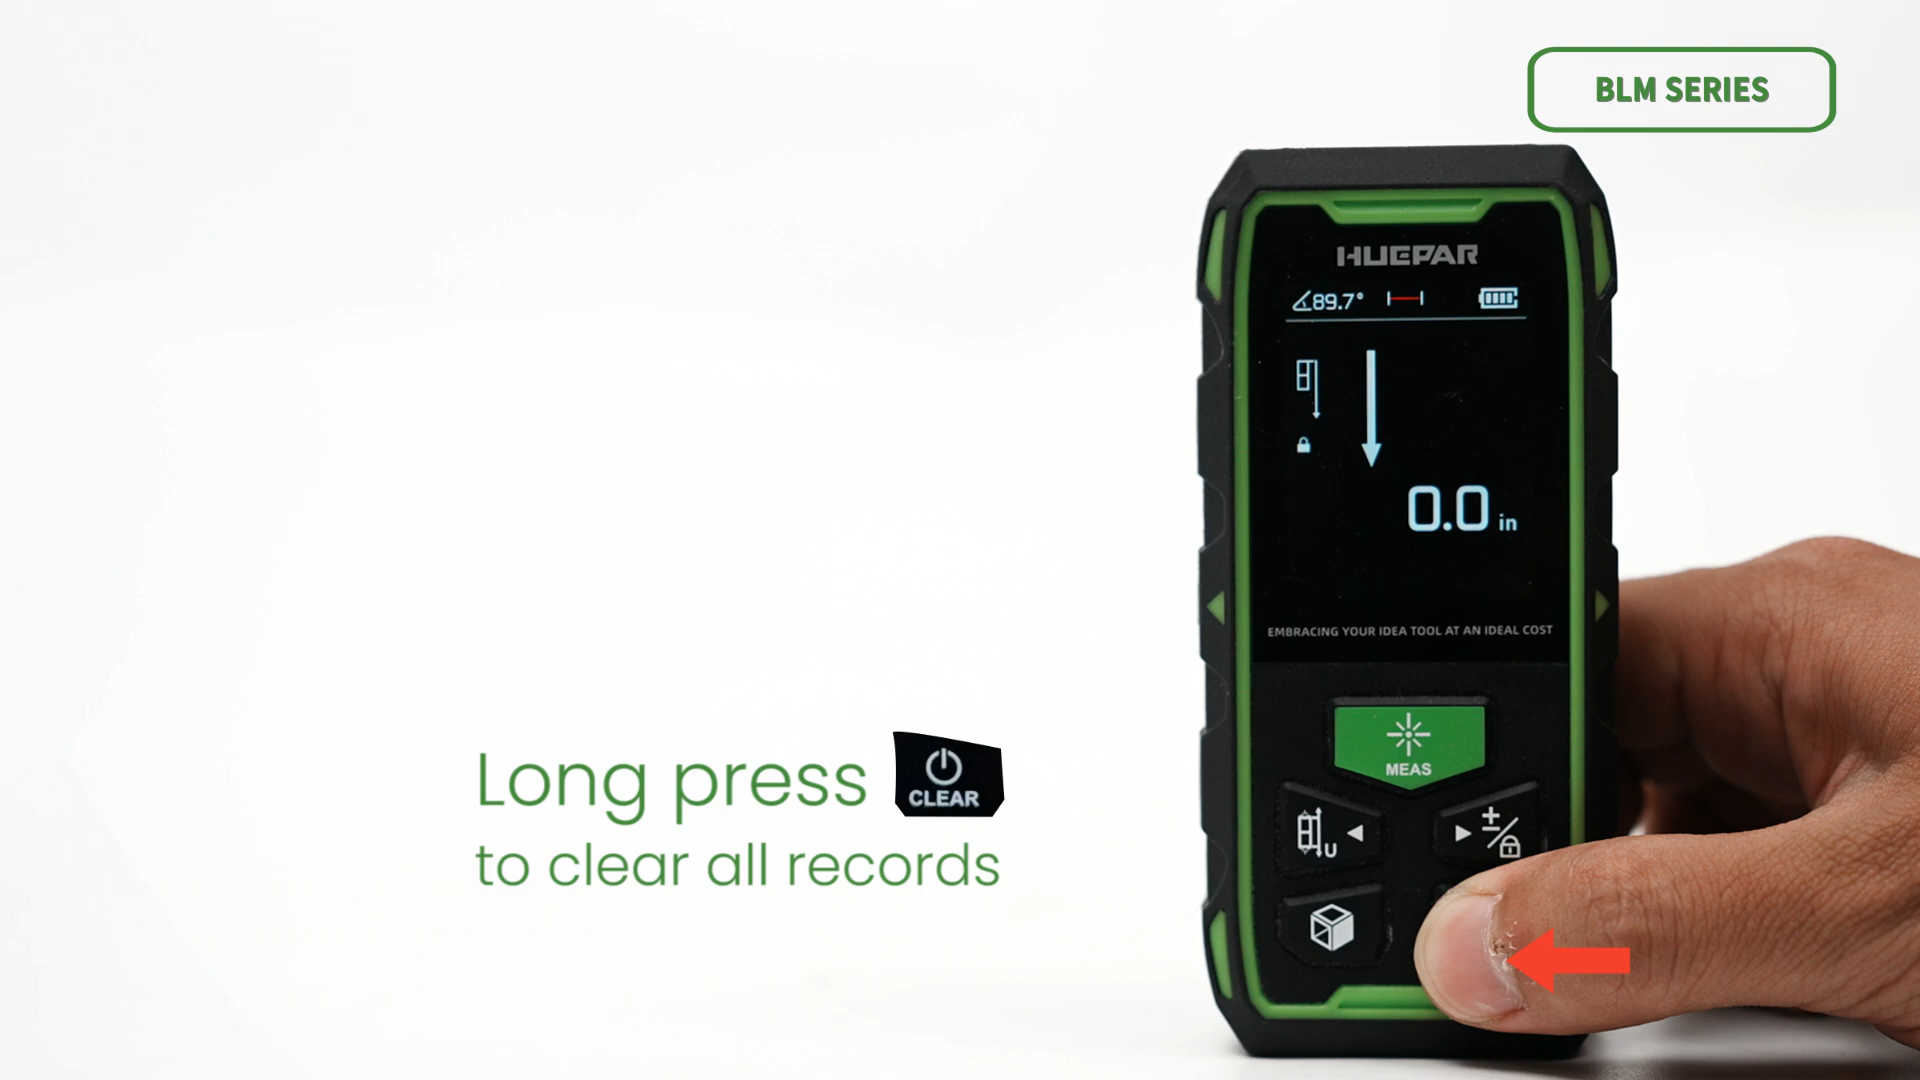 BLM SERIES
HUEPAR
89.7°
0.0 in
EMBRACING YOUR IDEA TOOL AT AN IDEAL COST
MEAS
U
Long press
CLEAR
to clear all records